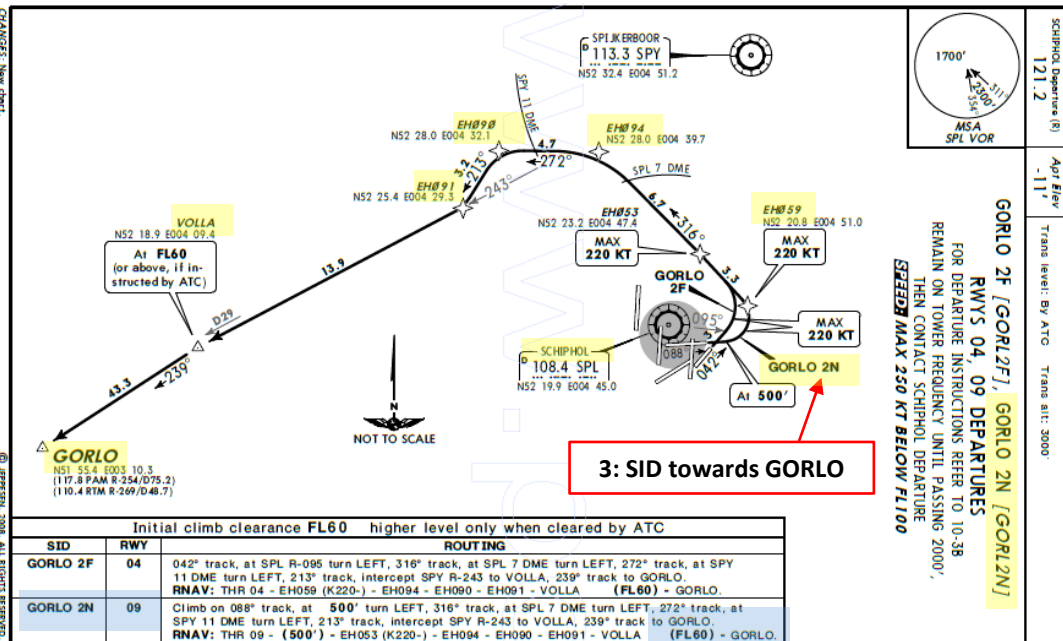 CHANGES: New chart.
SCHIPHOL Departure (R)
121.2
Apt Elev
-11'
Trans level: By ATC Trans alt: 3000'
GORLO 2F [GORL2F], GORLO 2N [GORL2N]
RWYS 04, 09 DEPARTURES
FOR DEPARTURE INSTRUCTIONS REFER TO 10-3B
REMAIN ON TOWER FREQUENCY UNTIL PASSING 2000',
THEN CONTACT SCHIPHOL DEPARTURE
SPEED MAX 250 KT BELOW FL100
1700'
311°
2300'
354°
MSA
SPL VOR
SPIJKERBOOR
D 113.3 SPY
N52 32.4 E004 51.2
SPY 11 DME
EHØ90
N52 28.0 E004 32.1
EHØ94
N52 28.0 E004 39.7
4.7
272°
3.2
213°
SPL 7 DME
EHØ91
N52 25.4 E004 29.3
243°
6.7
316°
EHØ53
N52 23.2 E004 47.4
MAX
220 KT
EHØ59
N52 20.8 E004 51.0
MAX
220 KT
VOLLA
N52 18.9 E004 09.4
At FL60
(or above, if in-
structed by ATC)
13.9
D29
GORLO
2F
3.3
095°
088°
042°
MAX
220 KT
SCHIPHOL
D 108.4 SPL
N52 19.9 E004 45.0
GORLO 2N
At 500'
239°
43.3
N
NOT TO SCALE
GORLO
N51 55.4 E003 10.3
(117.8 PAM R-254/D75.2)
(110.4 RTM R-269/D48.7)
3: SID towards GORLO
Initial climb clearance FL60 higher level only when cleared by ATC
SID RWY ROUTING
GORLO 2F 04 042° track, at SPL R-095 turn LEFT, 316° track, at SPL 7 DME turn LEFT, 272° track, at SPY
11 DME turn LEFT, 213° track, intercept SPY R-243 to VOLLA, 239° track to GORLO.
RNAV: THR 04 - EH059 (K220-) - EH094 - EH090 - EH091 - VOLLA (FL60) - GORLO.
GORLO 2N 09 Climb on 088° track, at 500' turn LEFT, 316° track, at SPL 7 DME turn LEFT, 272° track, at
SPY 11 DME turn LEFT, 213° track, intercept SPY R-243 to VOLLA, 239° track to GORLO.
RNAV: THR 09 - (500') - EH053 (K220-) - EH094 - EH090 - EH091 - VOLLA (FL60) - GORLO.
© JEPPESEN, 2008. ALL RIGHTS RESERVED.